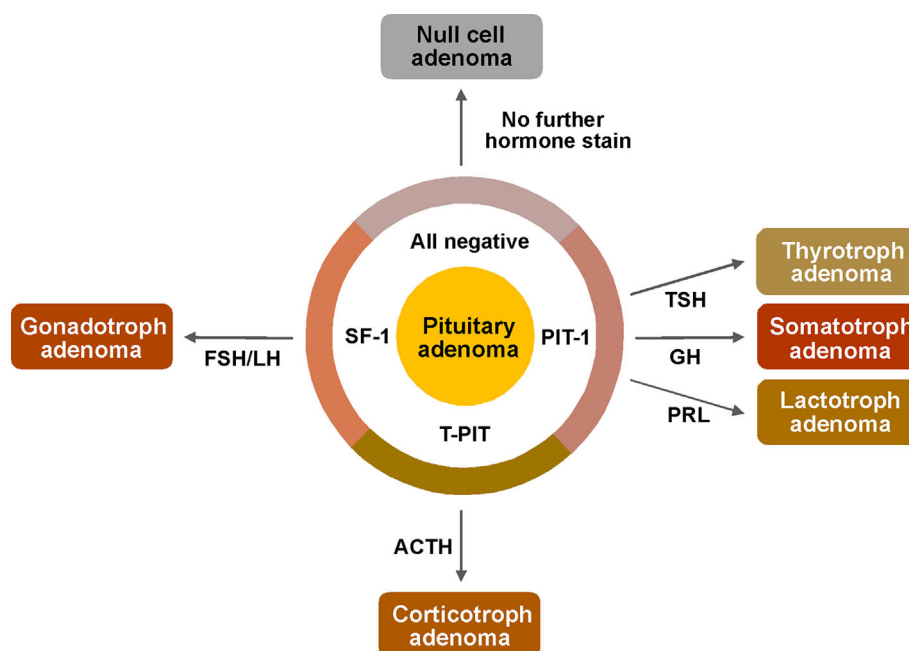 Null cell
adenoma
No further
hormone stain
All negative
Thyrotroph
adenoma
TSH
Gonadotroph
adenoma
FSH/LH
SF-1
Pituitary
adenoma
PIT-1
GH
Somatotroph
adenoma
PRL
Lactotroph
adenoma
T-PIT
ACTH
Corticotroph
adenoma